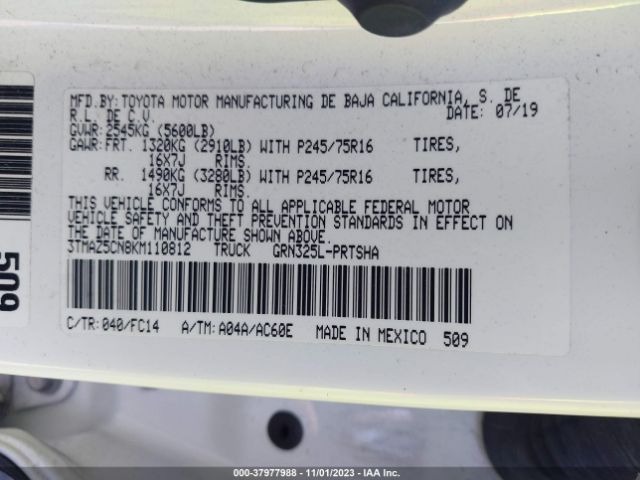 MFD.BY:TOYOTA MOTOR MANUFACTURING DE BAJA CALIFORNIA, S. DE
R.L. DE C.V. DATE: 07/19
GVWR:2545KG (5600LB)
GAWR:FRT. 1320KG (2910LB) WITH P245/75R16 TIRES,
16X7J RIMS.
RR. 1490KG (3280LB) WITH P245/75R16 TIRES,
16X7J RIMS.
THIS VEHICLE CONFORMS TO ALL APPLICABLE FEDERAL MOTOR
VEHICLE SAFETY AND THEFT PREVENTION STANDARDS IN EFFECT ON
THE DATE OF MANUFACTURE SHOWN ABOVE.
3TMAZ5CN8KM110812 TRUCK GRN325L-PRTSHA
C/TR:040/FC14 A/TM:A04A/AC60E MADE IN MEXICO 509
509
000-37977988 - 11/01/2023 - IAA